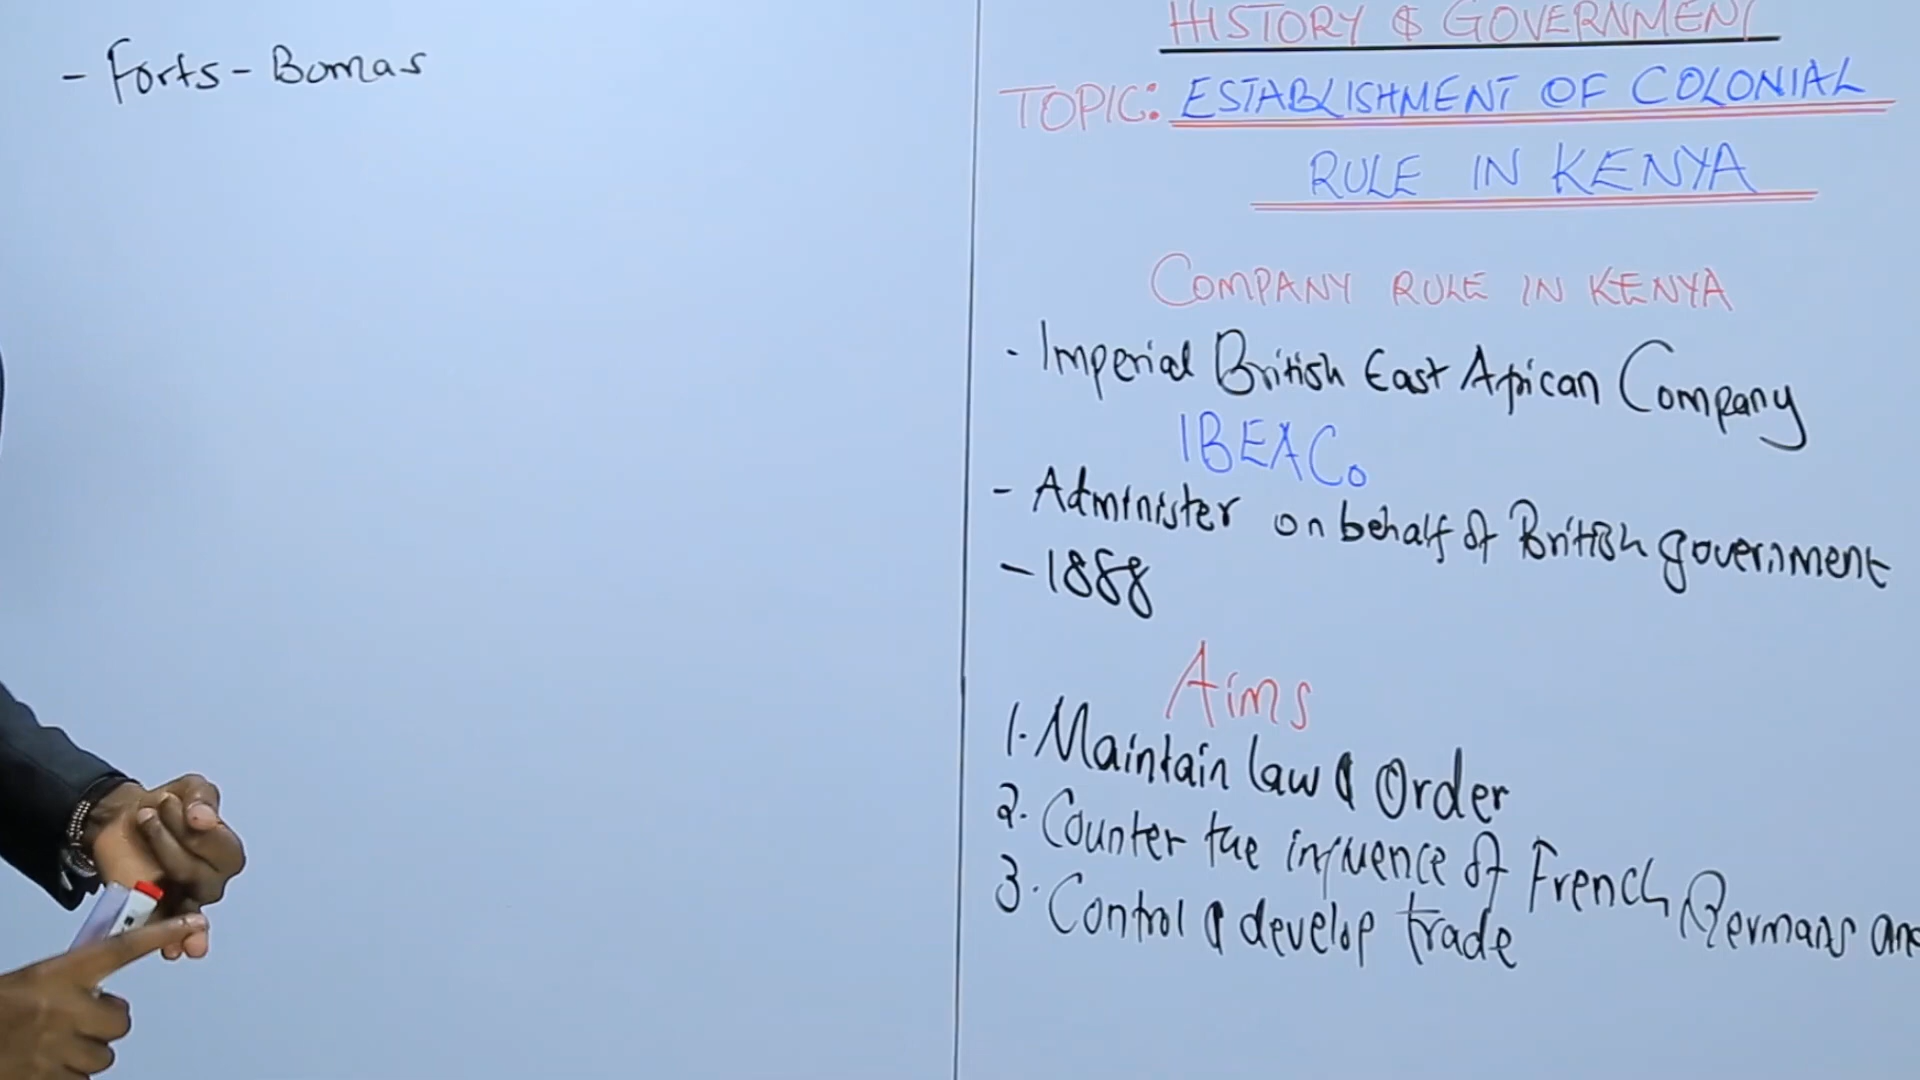 - Forts - Bomas
HISTORY & GOVERNMENT
TOPIC: ESTABLISHMENT OF COLONIAL
RULE IN KENYA
COMPANY RULE IN KENYA
- Imperial British East African Company
IBEACo
- Administer on behalf of British government
- 1888
Aims
1. Maintain law & Order
2. Counter the influence of French Germans and
3. Control & develop trade